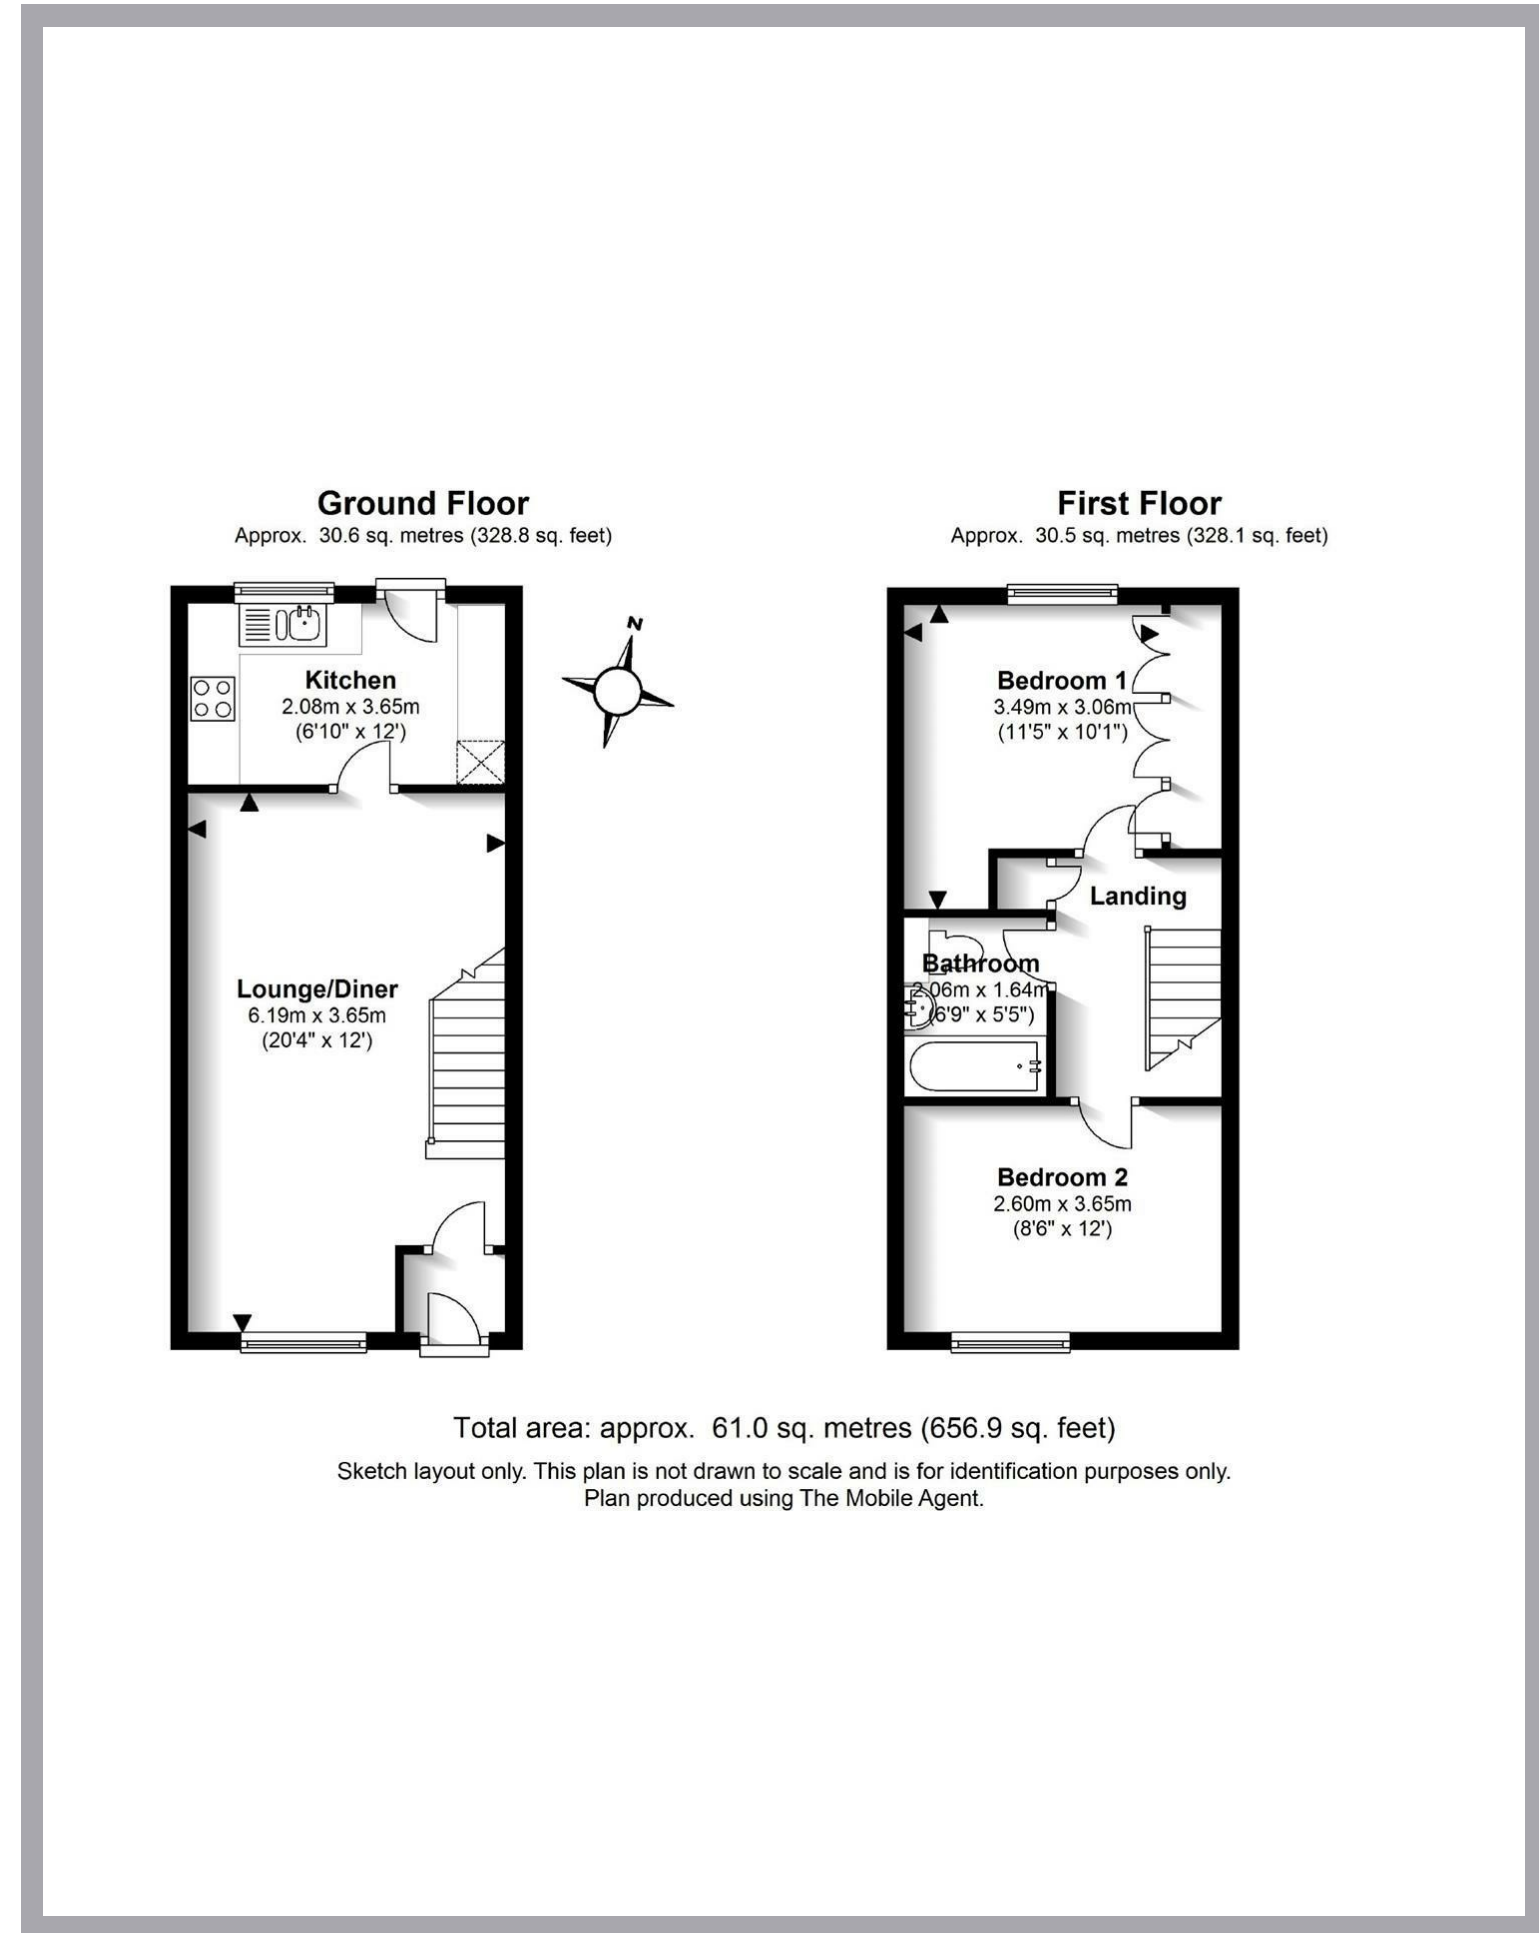 Ground Floor
Approx. 30.6 sq. metres (328.8 sq. feet)
Kitchen
2.08m x 3.65m
(6'10" x 12')
Lounge/Diner
6.19m x 3.65m
(20'4" x 12')
N
First Floor
Approx. 30.5 sq. metres (328.1 sq. feet)
Bedroom 1
3.49m x 3.06m
(11'5" x 10'1")
Landing
Bathroom
2.06m x 1.64m
(6'9" x 5'5")
Bedroom 2
2.60m x 3.65m
(8'6" x 12')
Total area: approx. 61.0 sq. metres (656.9 sq. feet)
Sketch layout only. This plan is not drawn to scale and is for identification purposes only.
Plan produced using The Mobile Agent.